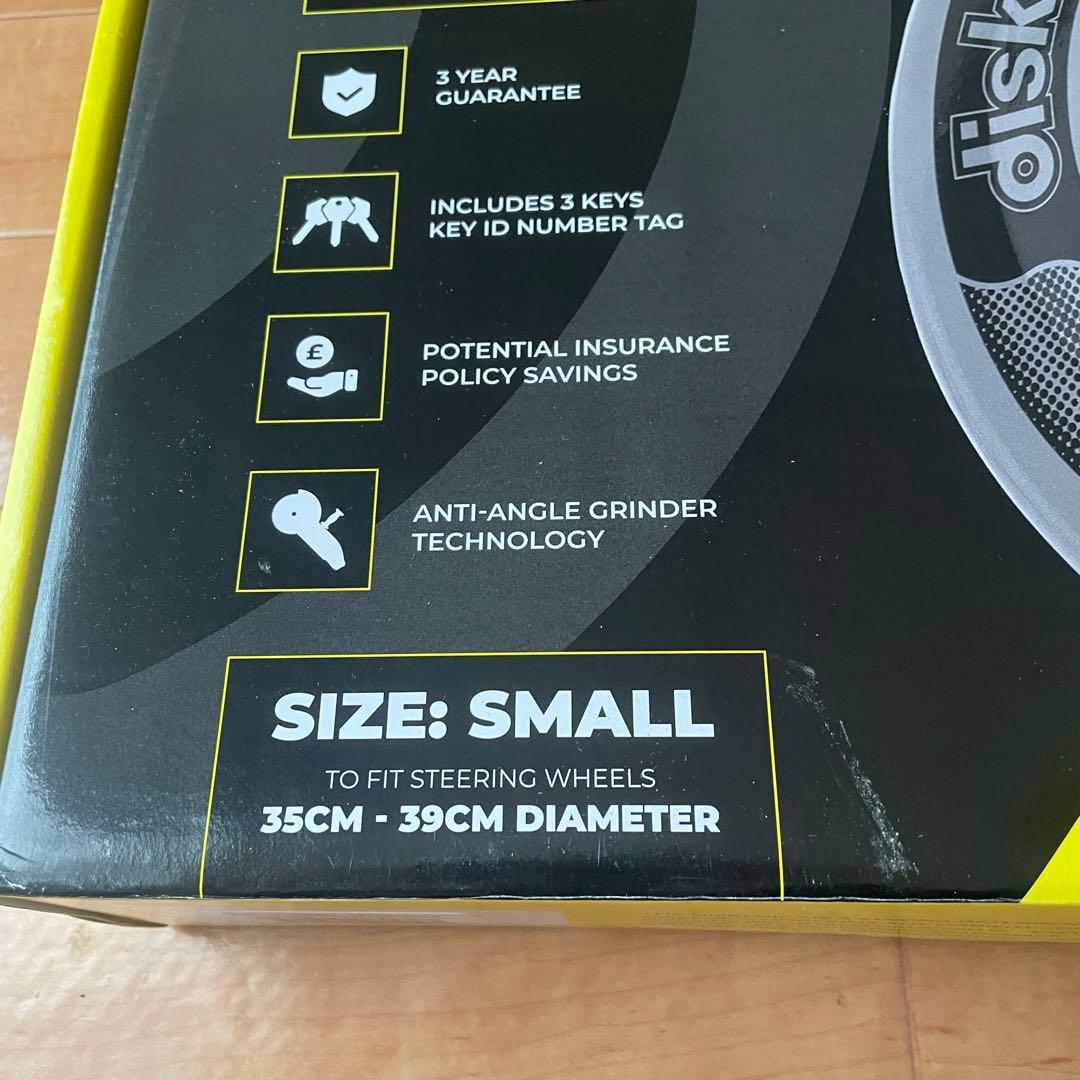 3 YEAR
GUARANTEE
INCLUDES 3 KEYS
KEY ID NUMBER TAG
£
POTENTIAL INSURANCE
POLICY SAVINGS
ANTI-ANGLE GRINDER
TECHNOLOGY
SIZE: SMALL
TO FIT STEERING WHEELS
35CM - 39CM DIAMETER
disk